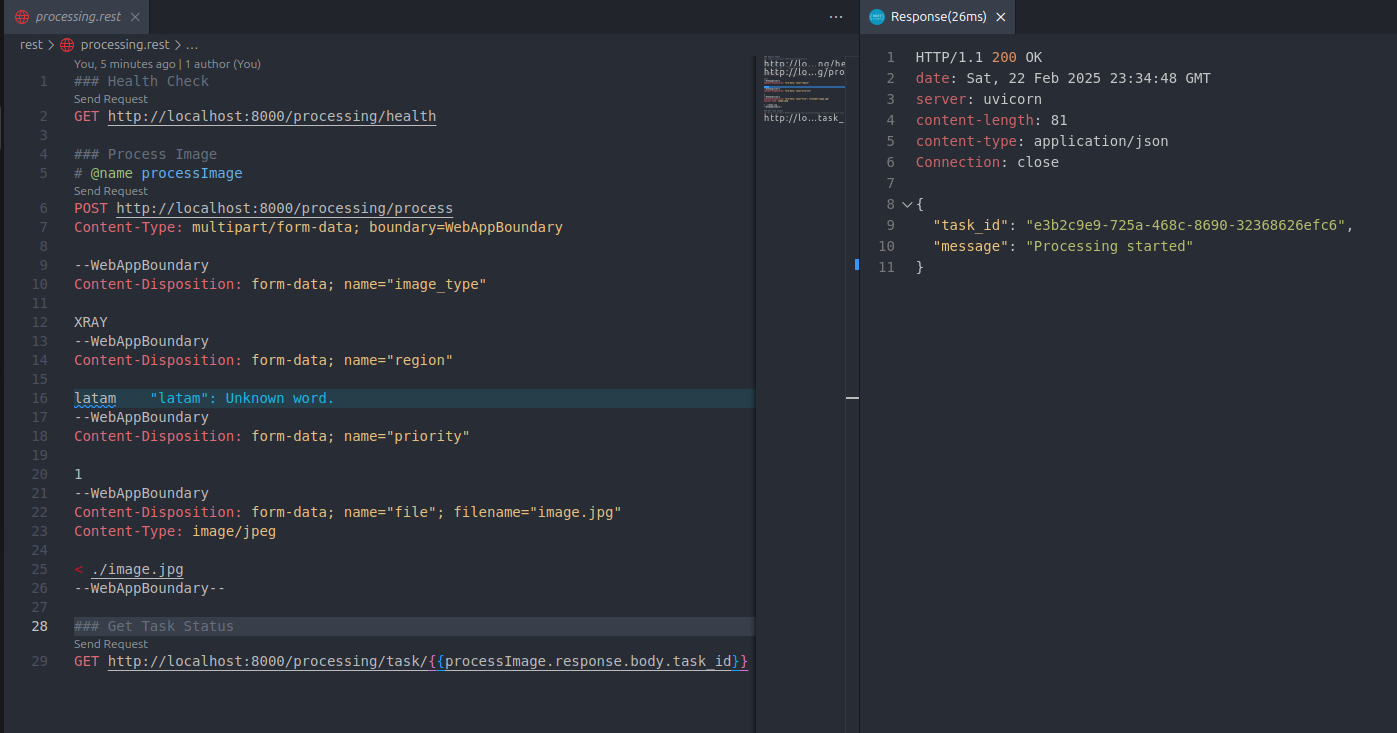 processing.rest
rest > processing.rest > ...
You, 5 minutes ago | 1 author (You)
1 ### Health Check
Send Request
2 GET http://localhost:8000/processing/health
3
4 ### Process Image
5 # @name processImage
Send Request
6 POST http://localhost:8000/processing/process
7 Content-Type: multipart/form-data; boundary=WebAppBoundary
8
9 --WebAppBoundary
10 Content-Disposition: form-data; name="image_type"
11
12 XRAY
13 --WebAppBoundary
14 Content-Disposition: form-data; name="region"
15
16 latam "latam": Unknown word.
17 --WebAppBoundary
18 Content-Disposition: form-data; name="priority"
19
20 1
21 --WebAppBoundary
22 Content-Disposition: form-data; name="file"; filename="image.jpg"
23 Content-Type: image/jpeg
24
25 < ./image.jpg
26 --WebAppBoundary--
27
28 ### Get Task Status
Send Request
29 GET http://localhost:8000/processing/task/{{processImage.response.body.task_id}}
http://lo...ng/he
http://lo...g/pro
http://lo...task_
Response(26ms)
1 HTTP/1.1 200 OK
2 date: Sat, 22 Feb 2025 23:34:48 GMT
3 server: uvicorn
4 content-length: 81
5 content-type: application/json
6 Connection: close
7
8 {
9 "task_id": "e3b2c9e9-725a-468c-8690-32368626efc6",
10 "message": "Processing started"
11 }